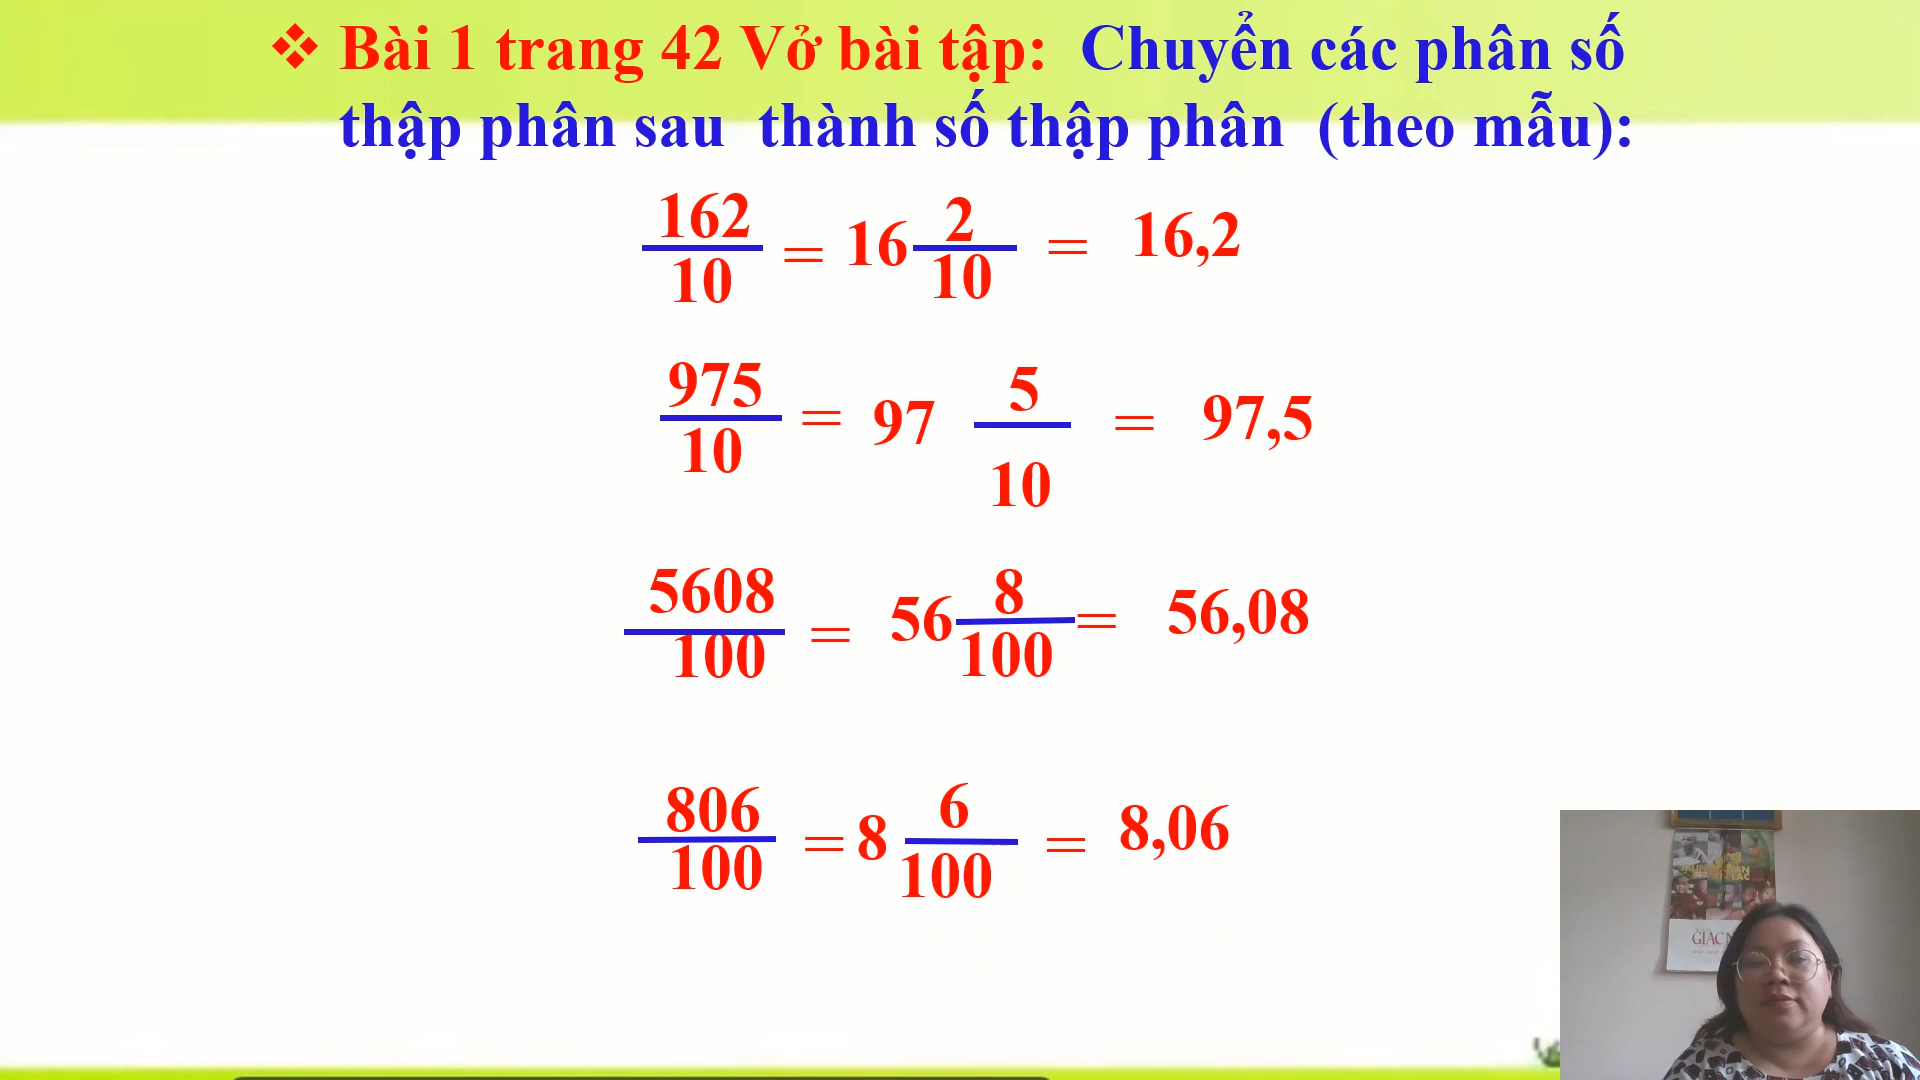 ❖ Bài 1 trang 42 Vở bài tập: Chuyển các phân số
thập phân sau thành số thập phân (theo mẫu):
162/10 = 16 2/10 = 16,2
975/10 = 97 5/10 = 97,5
5608/100 = 56 8/100 = 56,08
806/100 = 8 6/100 = 8,06